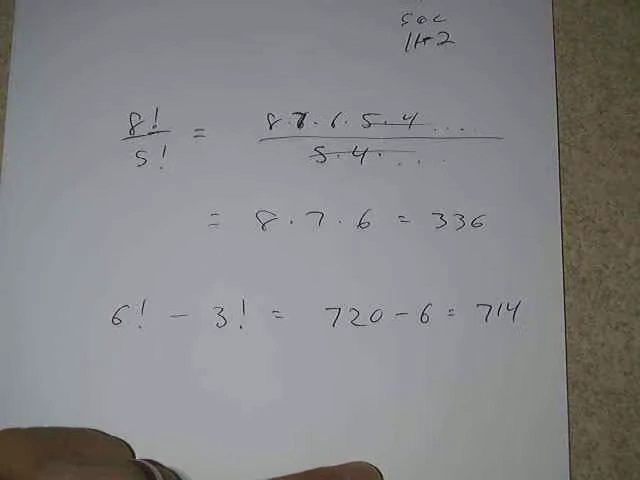 Sec
11-2
8!/5! = 8·7·6·5·4..../5·4·...
= 8·7·6 = 336
6! - 3! = 720 - 6 = 714